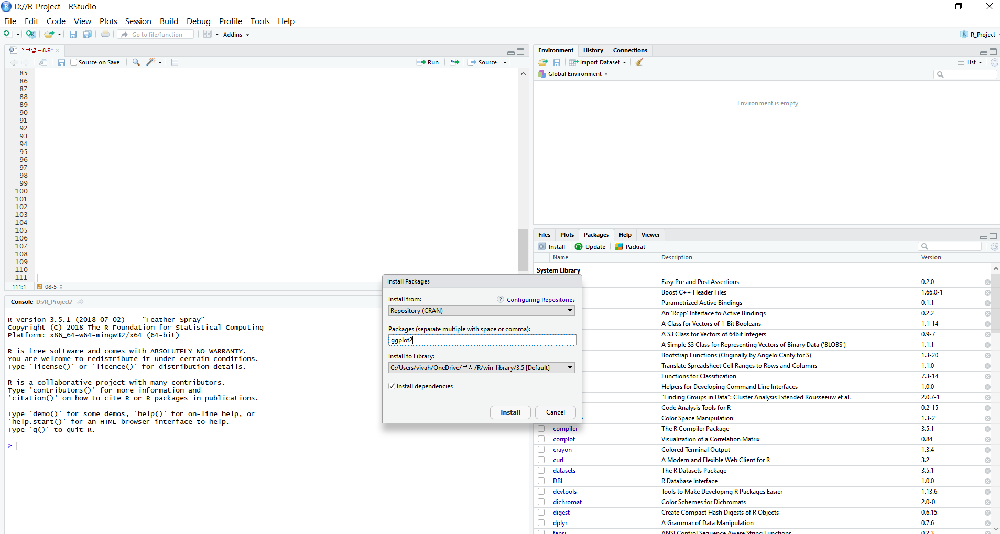 D://R_Project - RStudio
File Edit Code View Plots Session Build Debug Profile Tools Help
Go to file/function Addins R_Project
스크립트8.R*
Source on Save Run Source
85
86
87
88
89
90
91
92
93
94
95
96
97
98
99
100
101
102
103
104
105
106
107
108
109
110
111
111:1 # 08-5
Console D:/R_Project/
R version 3.5.1 (2018-07-02) -- "Feather Spray"
Copyright (C) 2018 The R Foundation for Statistical Computing
Platform: x86_64-w64-mingw32/x64 (64-bit)
R is free software and comes with ABSOLUTELY NO WARRANTY.
You are welcome to redistribute it under certain conditions.
Type 'license()' or 'licence()' for distribution details.
R is a collaborative project with many contributors.
Type 'contributors()' for more information and
'citation()' on how to cite R or R packages in publications.
Type 'demo()' for some demos, 'help()' for on-line help, or
'help.start()' for an HTML browser interface to help.
Type 'q()' to quit R.
>
Install Packages
Install from: ? Configuring Repositories
Repository (CRAN)
Packages (separate multiple with space or comma):
ggplot2
Install to Library:
C:/Users/vivah/OneDrive/문서/R/win-library/3.5 [Default]
Install dependencies
Install Cancel
Environment History Connections
Import Dataset List
Global Environment
Environment is empty
Files Plots Packages Help Viewer
Install Update Packrat
Name Description Version
System Library
Easy Pre and Post Assertions 0.2.0
Boost C++ Header Files 1.66.0-1
Parametrized Active Bindings 0.1.1
An 'Rcpp' Interface to Active Bindings 0.2.2
A Class for Vectors of 1-Bit Booleans 1.1-14
A S3 Class for Vectors of 64bit Integers 0.9-7
A Simple S3 Class for Representing Vectors of Binary Data ('BLOBS') 1.1.1
Bootstrap Functions (Originally by Angelo Canty for S) 1.3-20
Translate Spreadsheet Cell Ranges to Rows and Columns 1.1.0
Functions for Classification 7.3-14
Helpers for Developing Command Line Interfaces 1.0.0
"Finding Groups in Data": Cluster Analysis Extended Rousseeuw et al. 2.0.7-1
Code Analysis Tools for R 0.2-15
Color Space Manipulation 1.3-2
compiler The R Compiler Package 3.5.1
corrplot Visualization of a Correlation Matrix 0.84
crayon Colored Terminal Output 1.3.4
curl A Modern and Flexible Web Client for R 3.2
datasets The R Datasets Package 3.5.1
DBI R Database Interface 1.0.0
devtools Tools to Make Developing R Packages Easier 1.13.6
dichromat Color Schemes for Dichromats 2.0-0
digest Create Compact Hash Digests of R Objects 0.6.15
dplyr A Grammar of Data Manipulation 0.7.6
fansi ANSI Control Sequence Aware String Functions 0.2.3